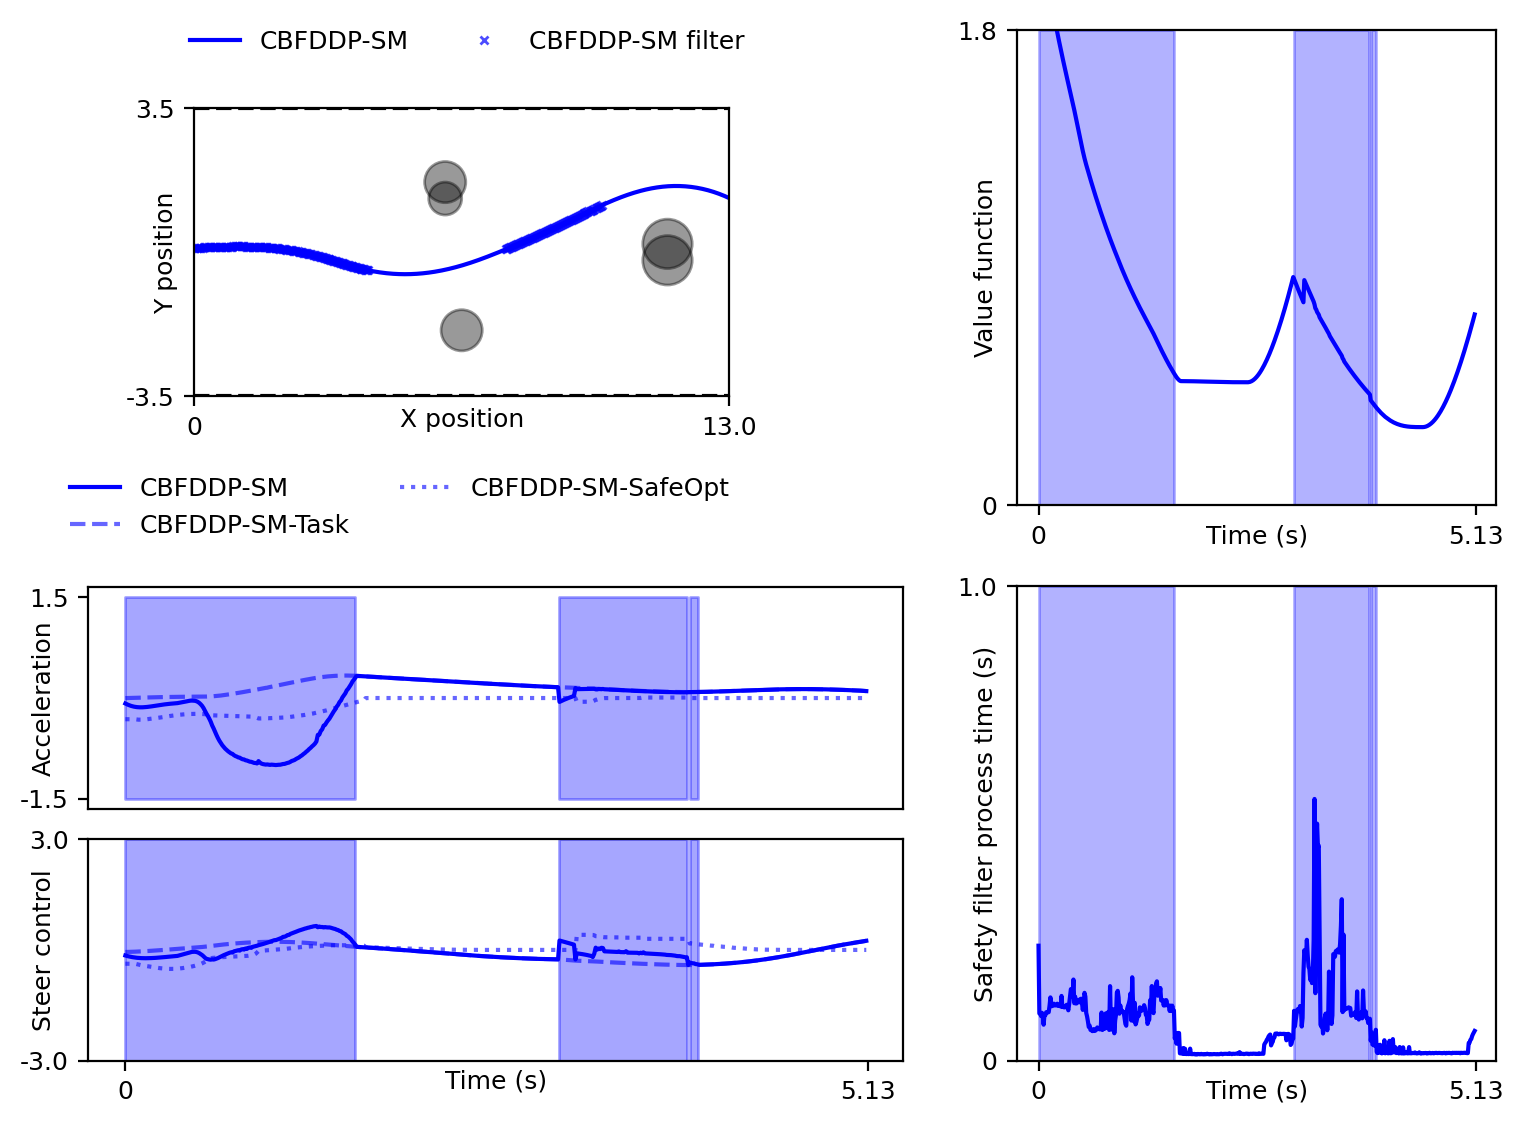 CBFDDP-SM
CBFDDP-SM filter
3.5
Y position
-3.5
0
X position
13.0
1.8
Value function
0
0
Time (s)
5.13
CBFDDP-SM
CBFDDP-SM-SafeOpt
CBFDDP-SM-Task
1.5
Acceleration
-1.5
3.0
Steer control
-3.0
0
Time (s)
5.13
1.0
Safety filter process time (s)
0
0
Time (s)
5.13